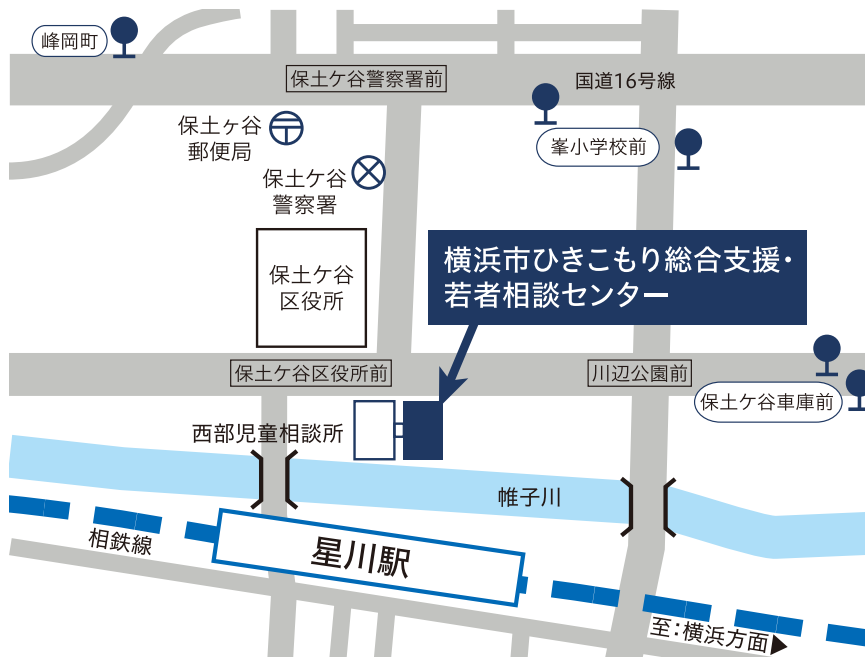 峰岡町
保土ケ谷警察署前
国道16号線
保土ヶ谷
郵便局
峯小学校前
保土ケ谷
警察署
横浜市ひきこもり総合支援・
若者相談センター
保土ケ谷
区役所
保土ケ谷区役所前
川辺公園前
保土ケ谷車庫前
西部児童相談所
帷子川
相鉄線
星川駅
至：横浜方面▶